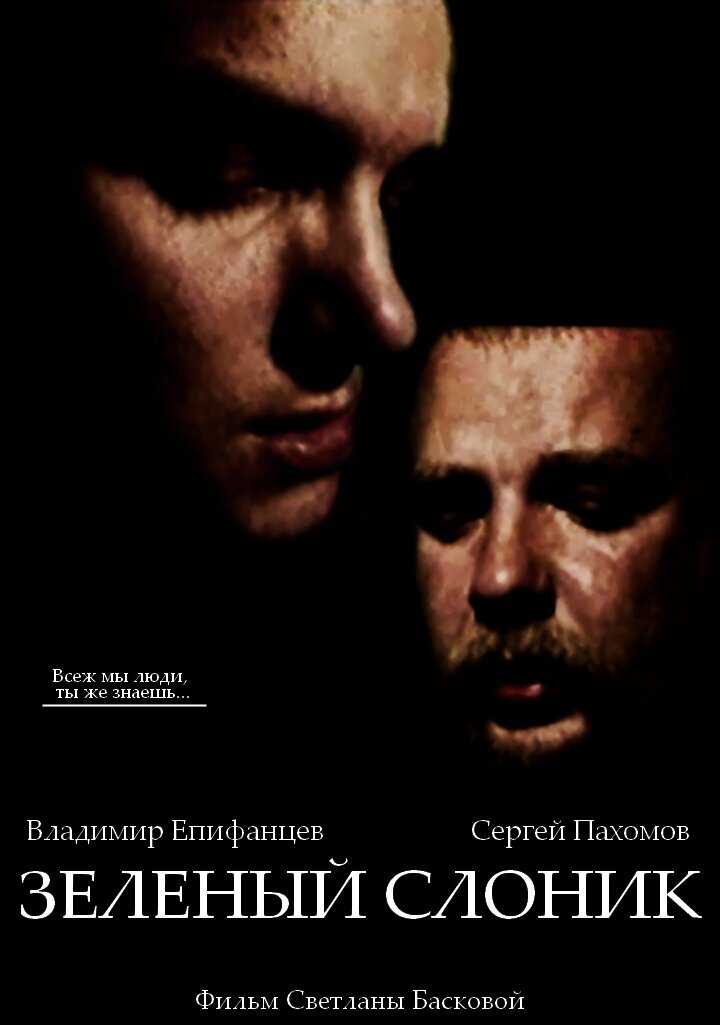 Всеж мы люди,
ты же знаешь...
Владимир Епифанцев
Сергей Пахомов
ЗЕЛЕНЫЙ СЛОНИК
Фильм Светланы Басковой